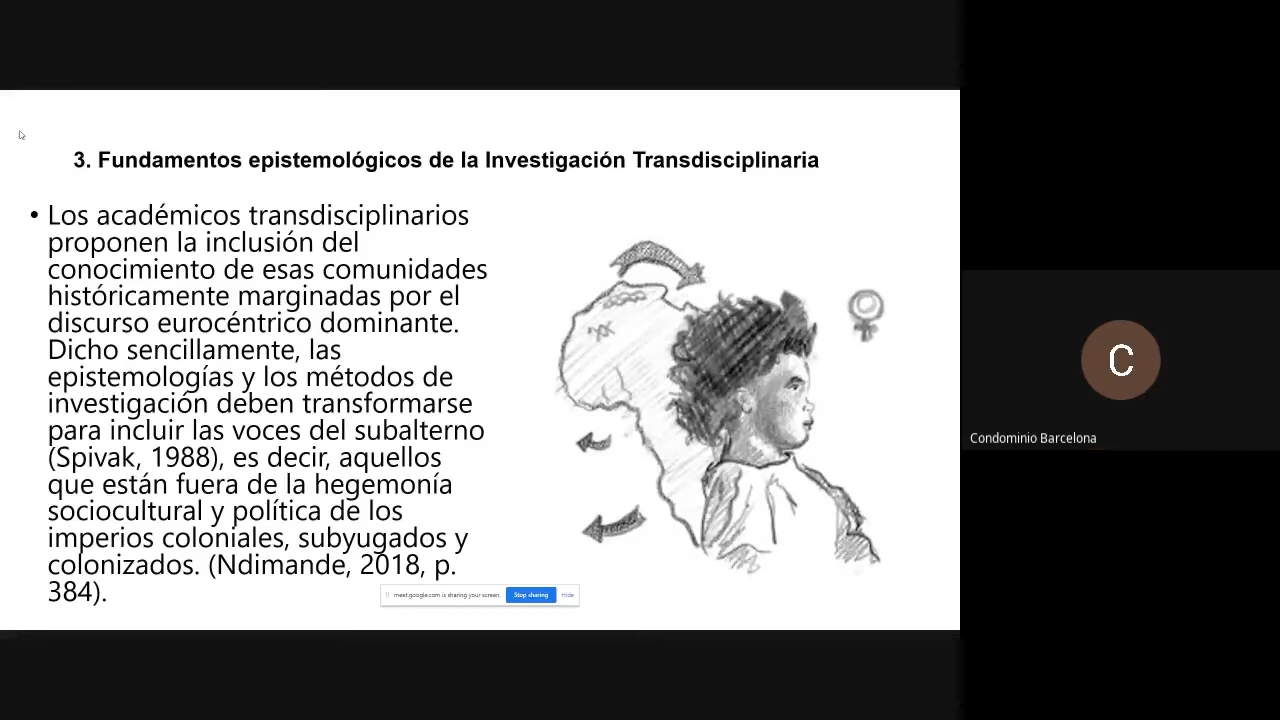 3. Fundamentos epistemológicos de la Investigación Transdisciplinaria
• Los académicos transdisciplinarios
proponen la inclusión del
conocimiento de esas comunidades
históricamente marginadas por el
discurso eurocéntrico dominante.
Dicho sencillamente, las
epistemologías y los métodos de
investigación deben transformarse
para incluir las voces del subalterno
(Spivak, 1988), es decir, aquellos
que están fuera de la hegemonía
sociocultural y política de los
imperios coloniales, subyugados y
colonizados. (Ndimande, 2018, p.
384).
meet.google.com is sharing your screen. Stop sharing Hide
C
Condominio Barcelona